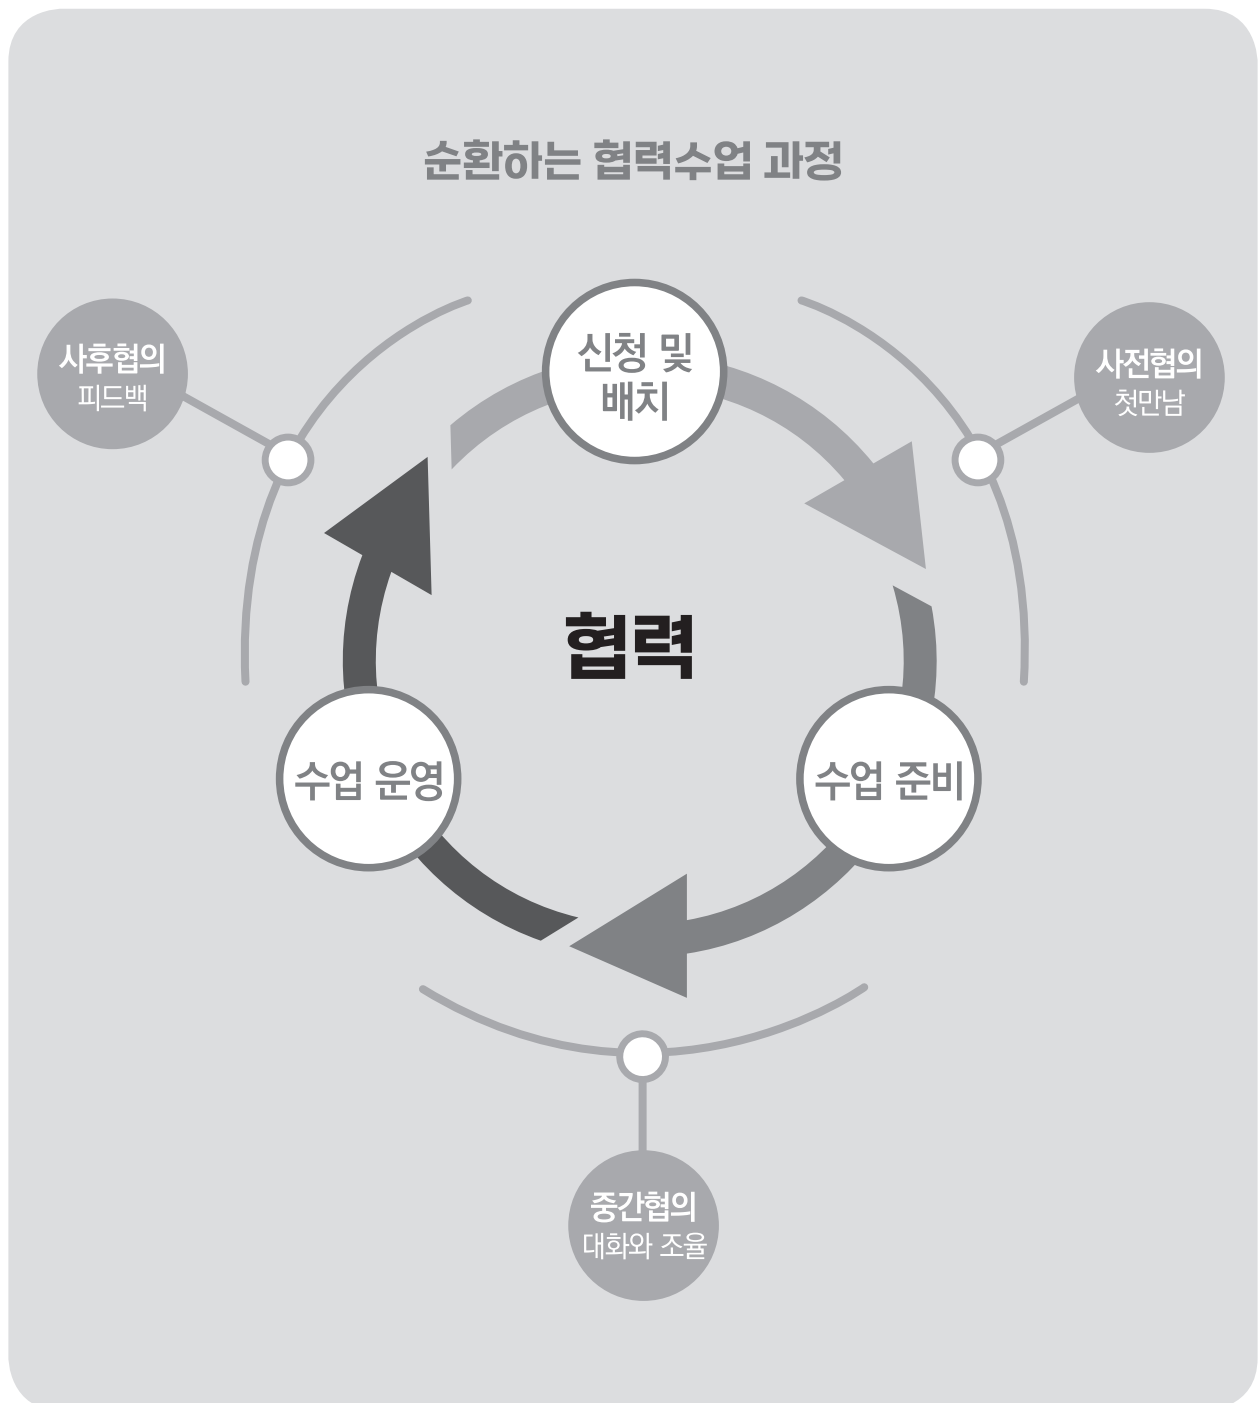 순환하는 협력수업 과정
신청 및
배치
사후협의
피드백
사전협의
첫만남
협력
수업 운영
수업 준비
중간협의
대화와 조율